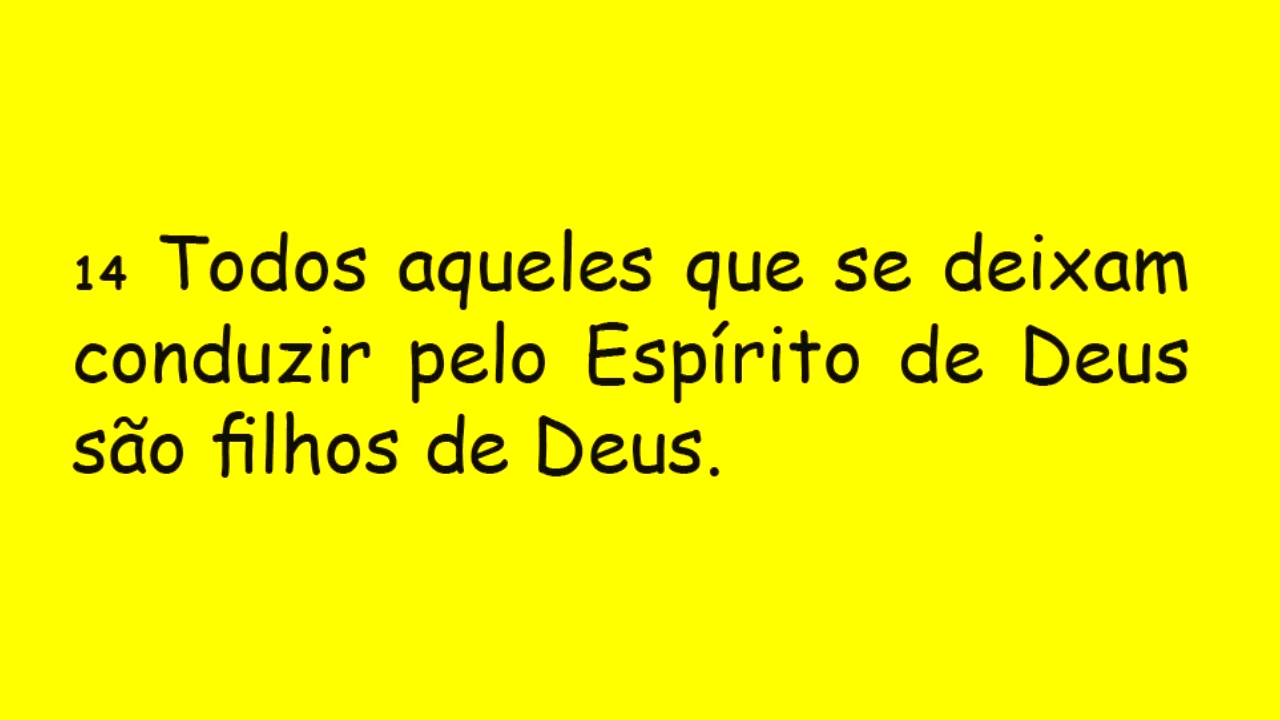 14 Todos aqueles que se deixam
conduzir pelo Espírito de Deus
são filhos de Deus.